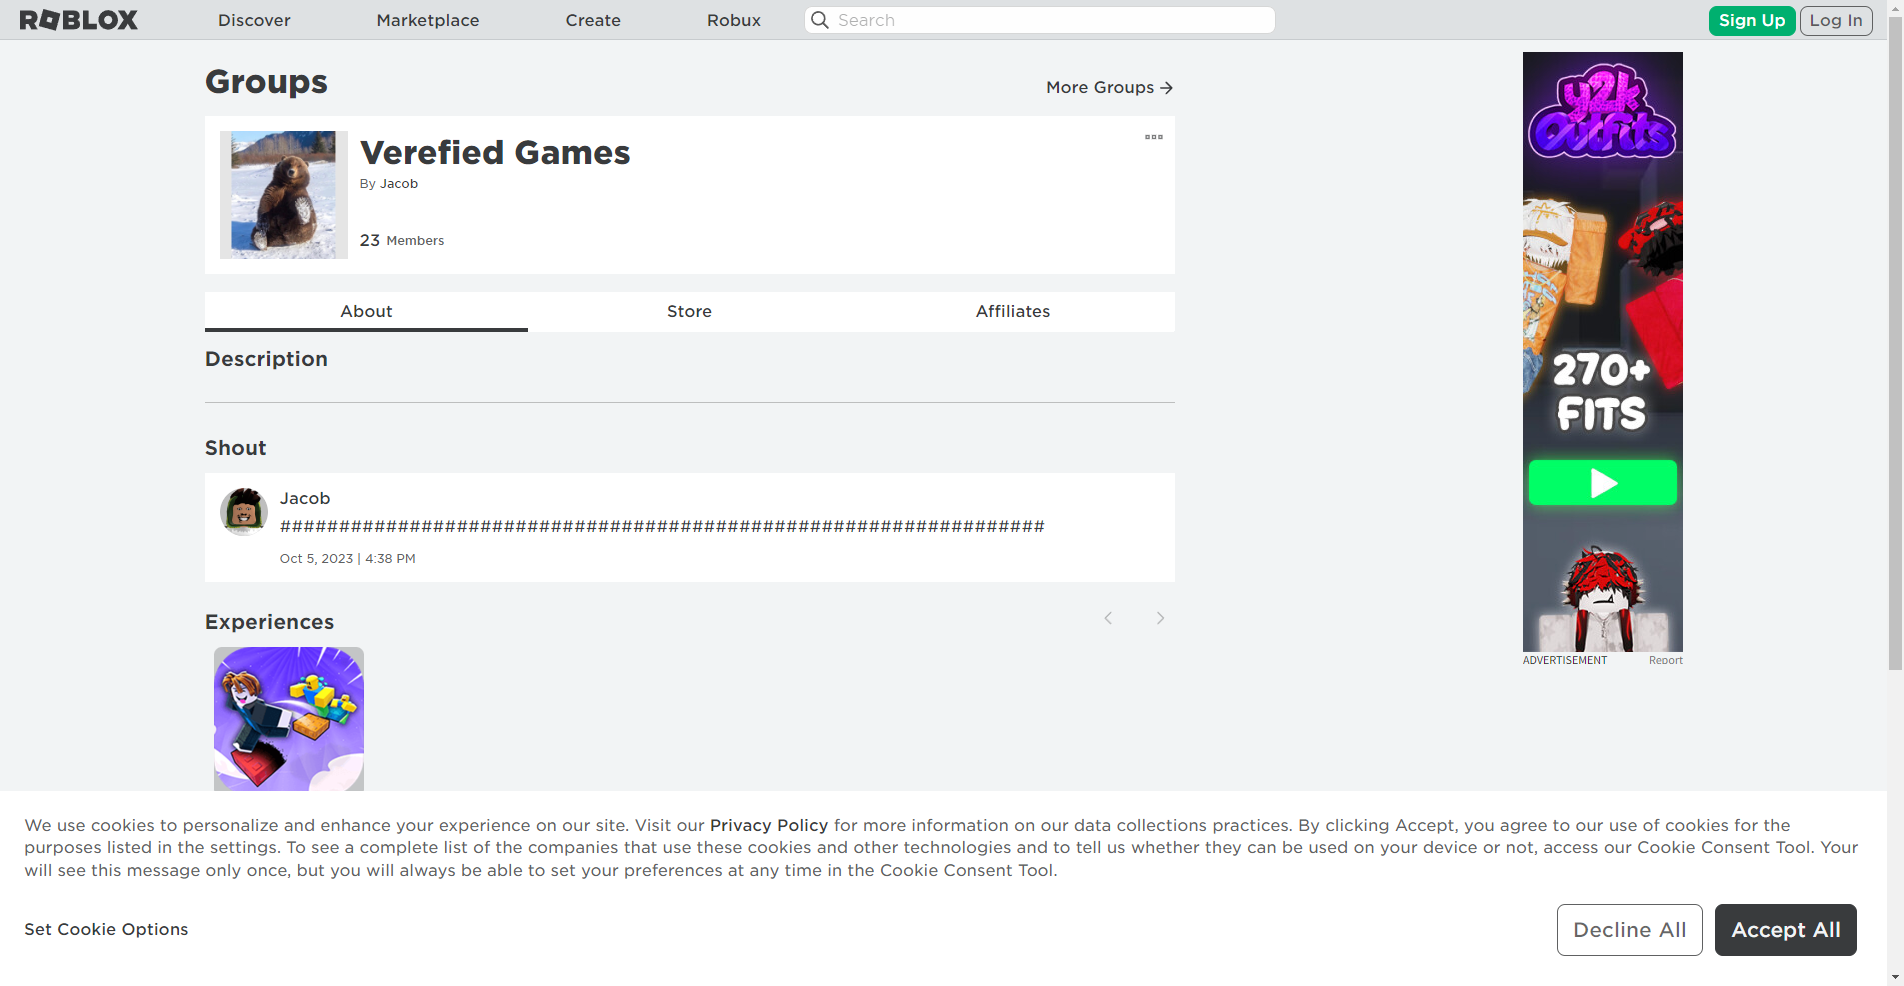 ROBLOX
Discover
Marketplace
Create
Robux
Search
Sign Up
Log In
Groups
More Groups
Verefied Games
By Jacob
23 Members
About
Store
Affiliates
Description
Shout
Jacob
#################################################################
Oct 5, 2023 | 4:38 PM
Experiences
y2k
Outfits
270+
FITS
ADVERTISEMENT
Report
We use cookies to personalize and enhance your experience on our site. Visit our Privacy Policy for more information on our data collections practices. By clicking Accept, you agree to our use of cookies for the
purposes listed in the settings. To see a complete list of the companies that use these cookies and other technologies and to tell us whether they can be used on your device or not, access our Cookie Consent Tool. Your
will see this message only once, but you will always be able to set your preferences at any time in the Cookie Consent Tool.
Set Cookie Options
Decline All
Accept All